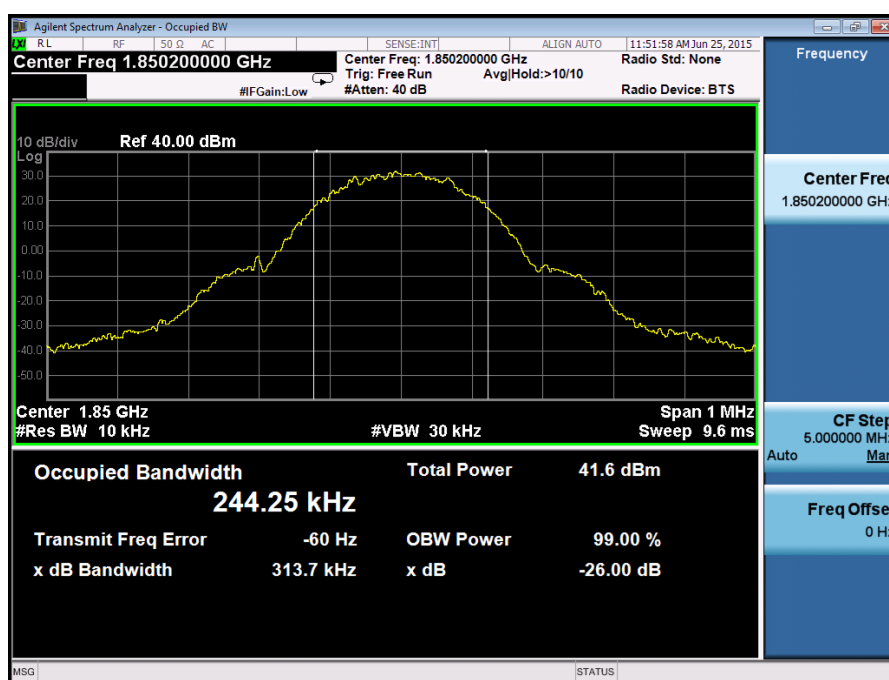 Agilent Spectrum Analyzer - Occupied BW
LXI RL RF 50 Ω AC SENSE:INT ALIGN AUTO 11:51:58 AM Jun 25, 2015
Center Freq 1.850200000 GHz
Center Freq: 1.850200000 GHz Radio Std: None
Trig: Free Run Avg|Hold:>10/10
#IFGain:Low #Atten: 40 dB Radio Device: BTS
10 dB/div Ref 40.00 dBm
Log
30.0
20.0
10.0
0.00
-10.0
-20.0
-30.0
-40.0
-50.0
Center 1.85 GHz Span 1 MHz
#Res BW 10 kHz #VBW 30 kHz Sweep 9.6 ms
Occupied Bandwidth Total Power 41.6 dBm
244.25 kHz
Transmit Freq Error -60 Hz OBW Power 99.00 %
x dB Bandwidth 313.7 kHz x dB -26.00 dB
MSG STATUS
Frequency
Center Freq
1.850200000 GH
CF Step
5.000000 MH
Auto Man
Freq Offse
0 H